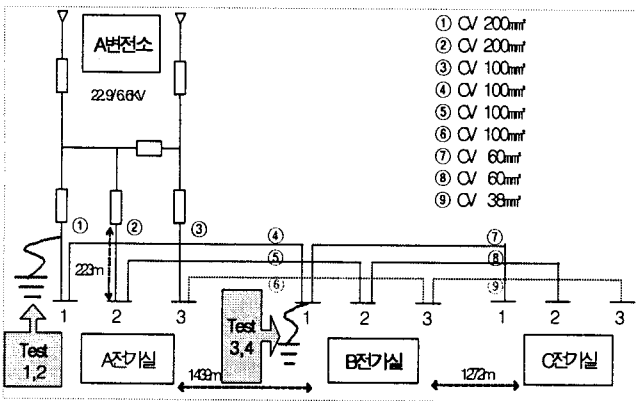 A변전소
22.9/6.6KV
① CV 200㎟
② CV 200㎟
③ CV 100㎟
④ CV 100㎟
⑤ CV 100㎟
⑥ CV 100㎟
⑦ CV 60㎟
⑧ CV 60㎟
⑨ CV 38㎟
① ② ③ ④ ⑦
⑤ ⑧
223m
⑥ ⑨
1 2 3 1 2 3 1 2 3
Test
1,2
A전기실
Test
3,4
B전기실
C전기실
1439m
1272m